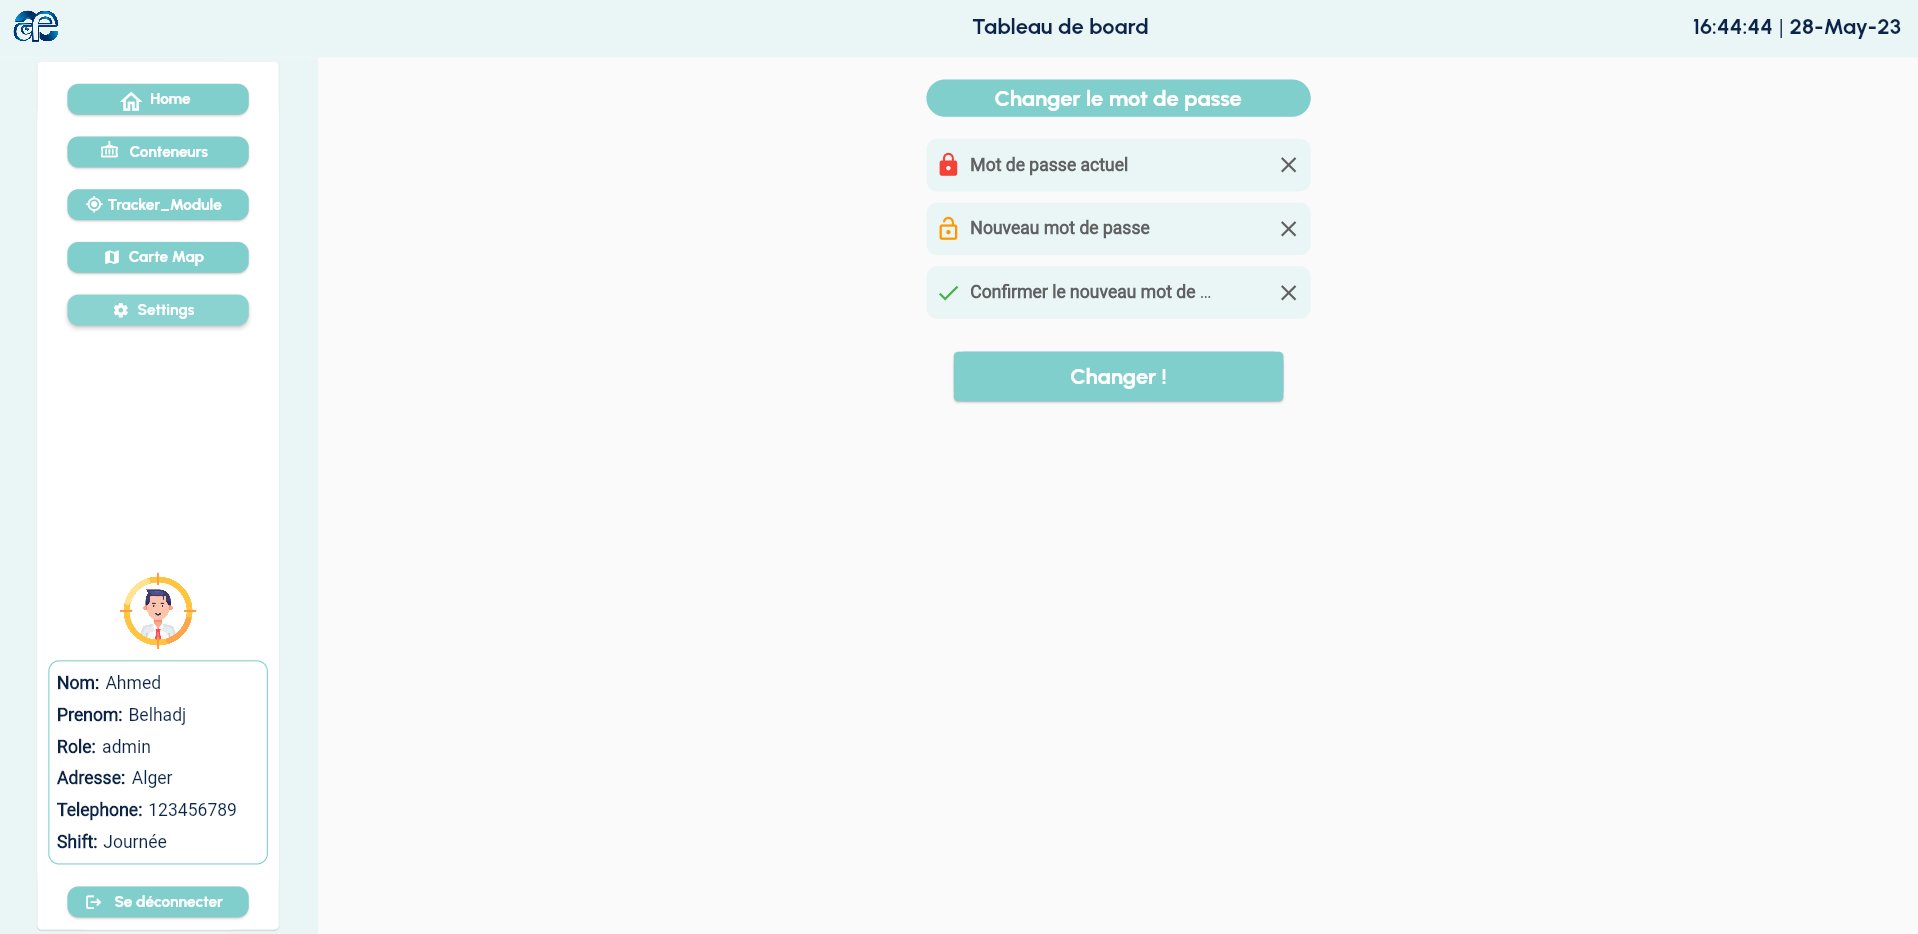 Tableau de board
16:44:44 | 28-May-23
Home
Conteneurs
Tracker_Module
Carte Map
Settings
Nom: Ahmed
Prenom: Belhadj
Role: admin
Adresse: Alger
Telephone: 123456789
Shift: Journée
Se déconnecter
Changer le mot de passe
Mot de passe actuel
Nouveau mot de passe
Confirmer le nouveau mot de ...
Changer !